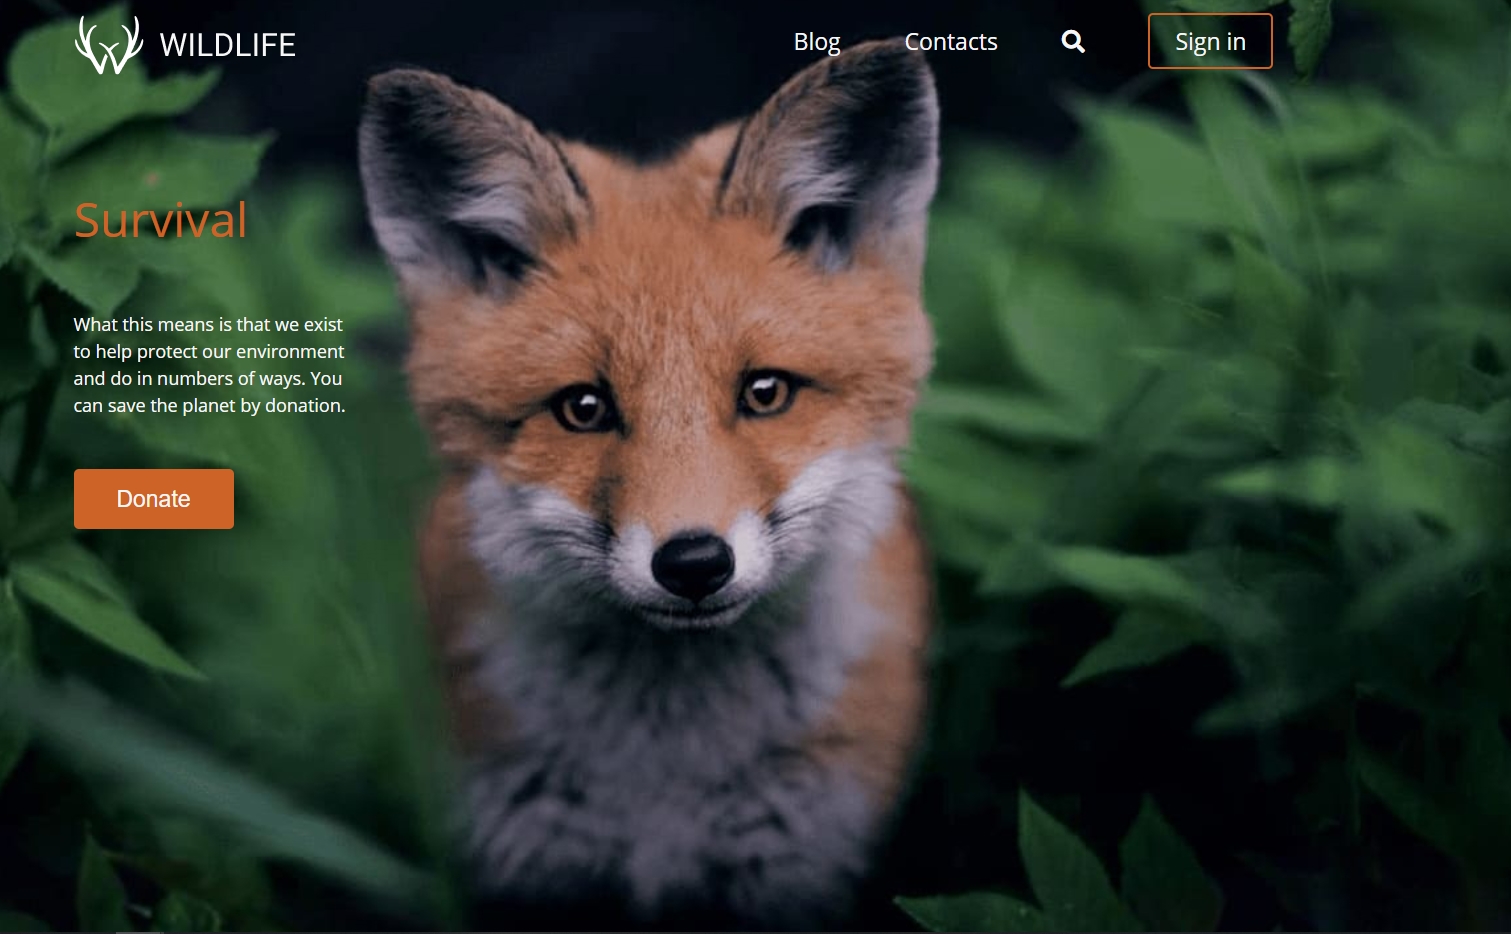 WILDLIFE
Blog
Contacts
Sign in
Survival
What this means is that we exist
to help protect our environment
and do in numbers of ways. You
can save the planet by donation.
Donate